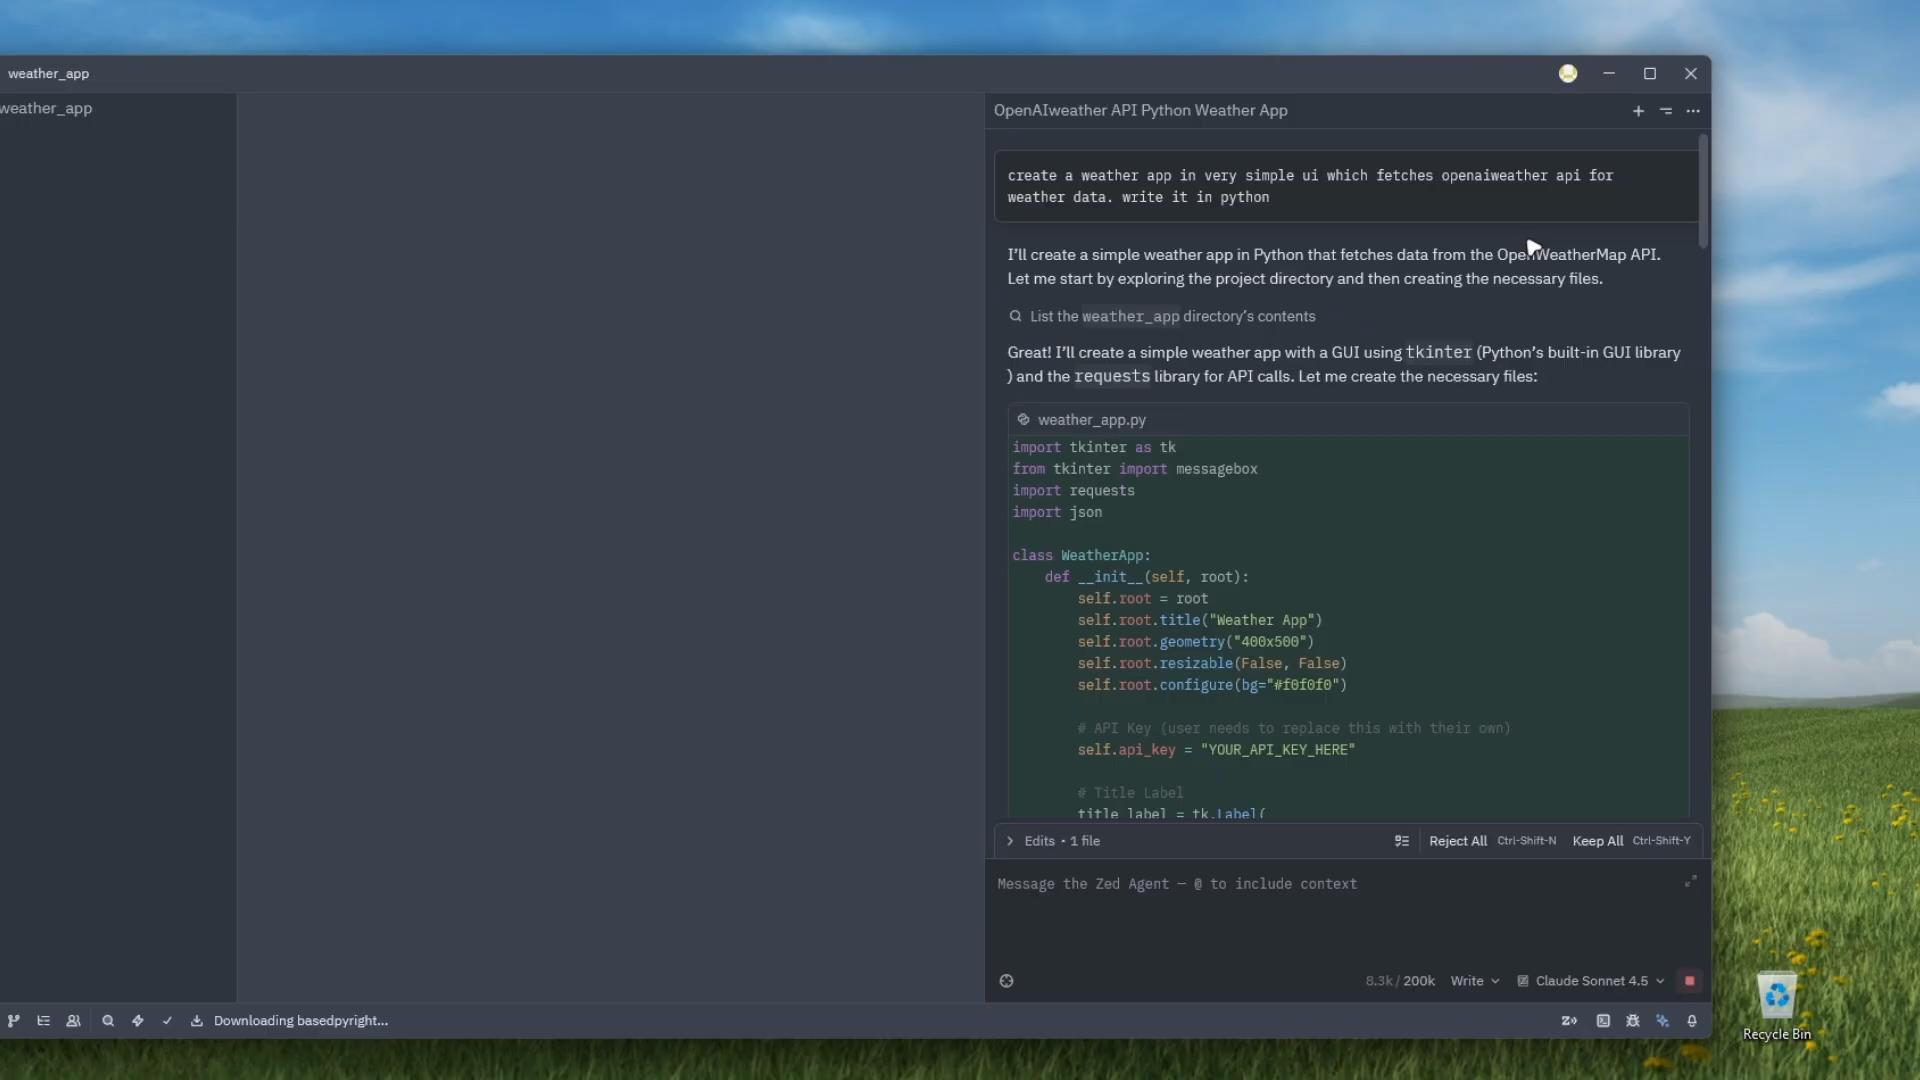 weather_app
weather_app
OpenAIweather API Python Weather App
create a weather app in very simple ui which fetches openaiweather api for
weather data. write it in python
I'll create a simple weather app in Python that fetches data from the OpenWeatherMap API.
Let me start by exploring the project directory and then creating the necessary files.
List the weather_app directory's contents
Great! I'll create a simple weather app with a GUI using tkinter (Python's built-in GUI library
) and the requests library for API calls. Let me create the necessary files:
weather_app.py
import tkinter as tk
from tkinter import messagebox
import requests
import json
class WeatherApp:
def __init__(self, root):
self.root = root
self.root.title("Weather App")
self.root.geometry("400x500")
self.root.resizable(False, False)
self.root.configure(bg="#f0f0f0")
# API Key (user needs to replace this with their own)
self.api_key = "YOUR_API_KEY_HERE"
# Title Label
title_label = tk.Label(
Edits • 1 file
Reject All Ctrl-Shift-N Keep All Ctrl-Shift-Y
Message the Zed Agent — @ to include context
8.3k / 200k Write Claude Sonnet 4.5
Downloading basedpyright...
Recycle Bin